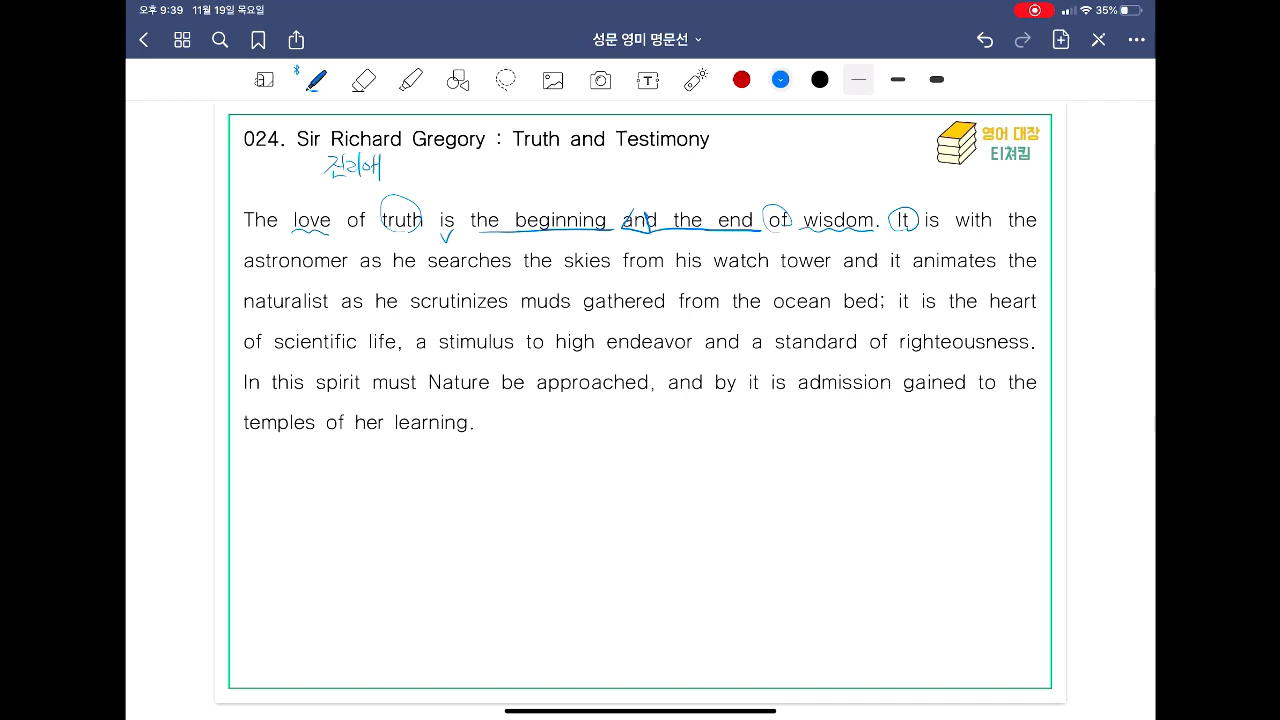 오후 9:39 11월 19일 목요일
35%
성문 영미 명문선
T
024. Sir Richard Gregory : Truth and Testimony
영어 대장
티쳐킴
진리애
The love of truth is the beginning and the end of wisdom. It is with the
astronomer as he searches the skies from his watch tower and it animates the
naturalist as he scrutinizes muds gathered from the ocean bed; it is the heart
of scientific life, a stimulus to high endeavor and a standard of righteousness.
In this spirit must Nature be approached, and by it is admission gained to the
temples of her learning.